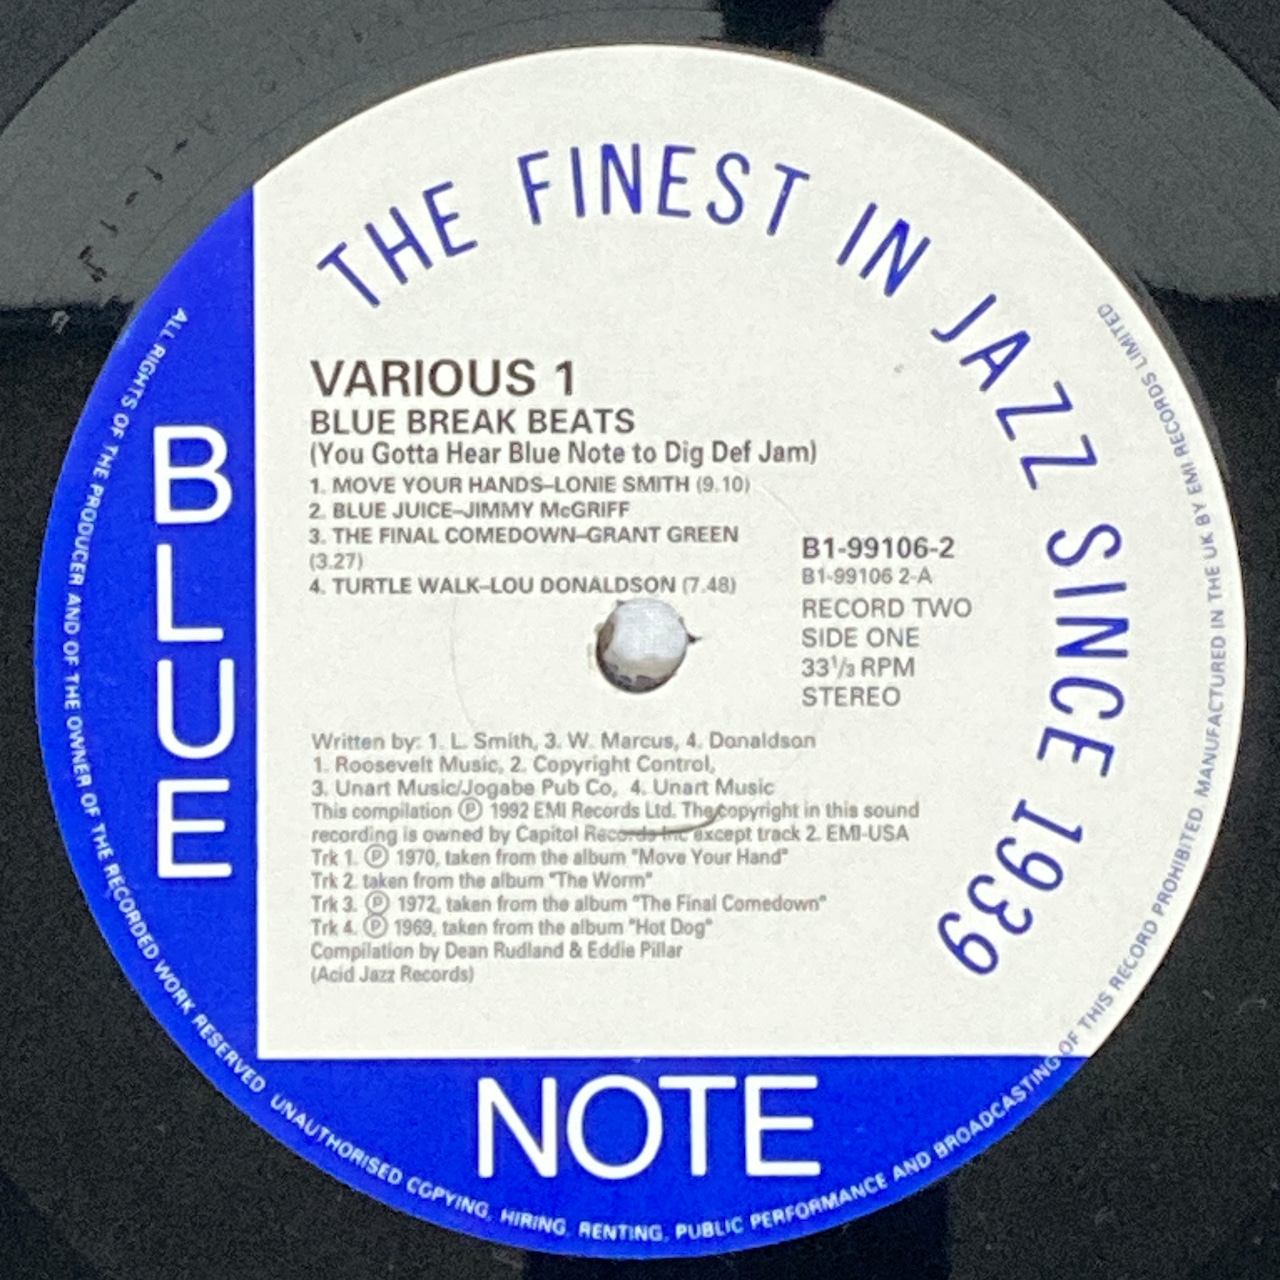 THE FINEST IN JAZZ SINCE 1939
VARIOUS 1
BLUE BREAK BEATS
(You Gotta Hear Blue Note to Dig Def Jam)
1. MOVE YOUR HANDS–LONIE SMITH (9.10)
2. BLUE JUICE–JIMMY McGRIFF
3. THE FINAL COMEDOWN–GRANT GREEN
(3.27)
4. TURTLE WALK–LOU DONALDSON (7.48)
B1-99106-2
B1-99106 2-A
RECORD TWO
SIDE ONE
33⅓ RPM
STEREO
Written by: 1. L. Smith, 3. W. Marcus, 4. Donaldson
1. Roosevelt Music, 2. Copyright Control,
3. Unart Music/Jogabe Pub Co, 4. Unart Music
This compilation ℗ 1992 EMI Records Ltd. The copyright in this sound
recording is owned by Capitol Records Inc except track 2. EMI-USA
Trk 1. ℗ 1970, taken from the album "Move Your Hand"
Trk 2. taken from the album "The Worm"
Trk 3. ℗ 1972, taken from the album "The Final Comedown"
Trk 4. ℗ 1969, taken from the album "Hot Dog"
Compilation by Dean Rudland & Eddie Pillar
(Acid Jazz Records)
BLUE
NOTE
ALL RIGHTS OF THE PRODUCER AND OF THE OWNER OF THE RECORDED WORK RESERVED UNAUTHORISED COPYING, HIRING, RENTING, PUBLIC PERFORMANCE AND BROADCASTING OF THIS RECORD PROHIBITED MANUFACTURED IN THE UK BY EMI RECORDS LIMITED